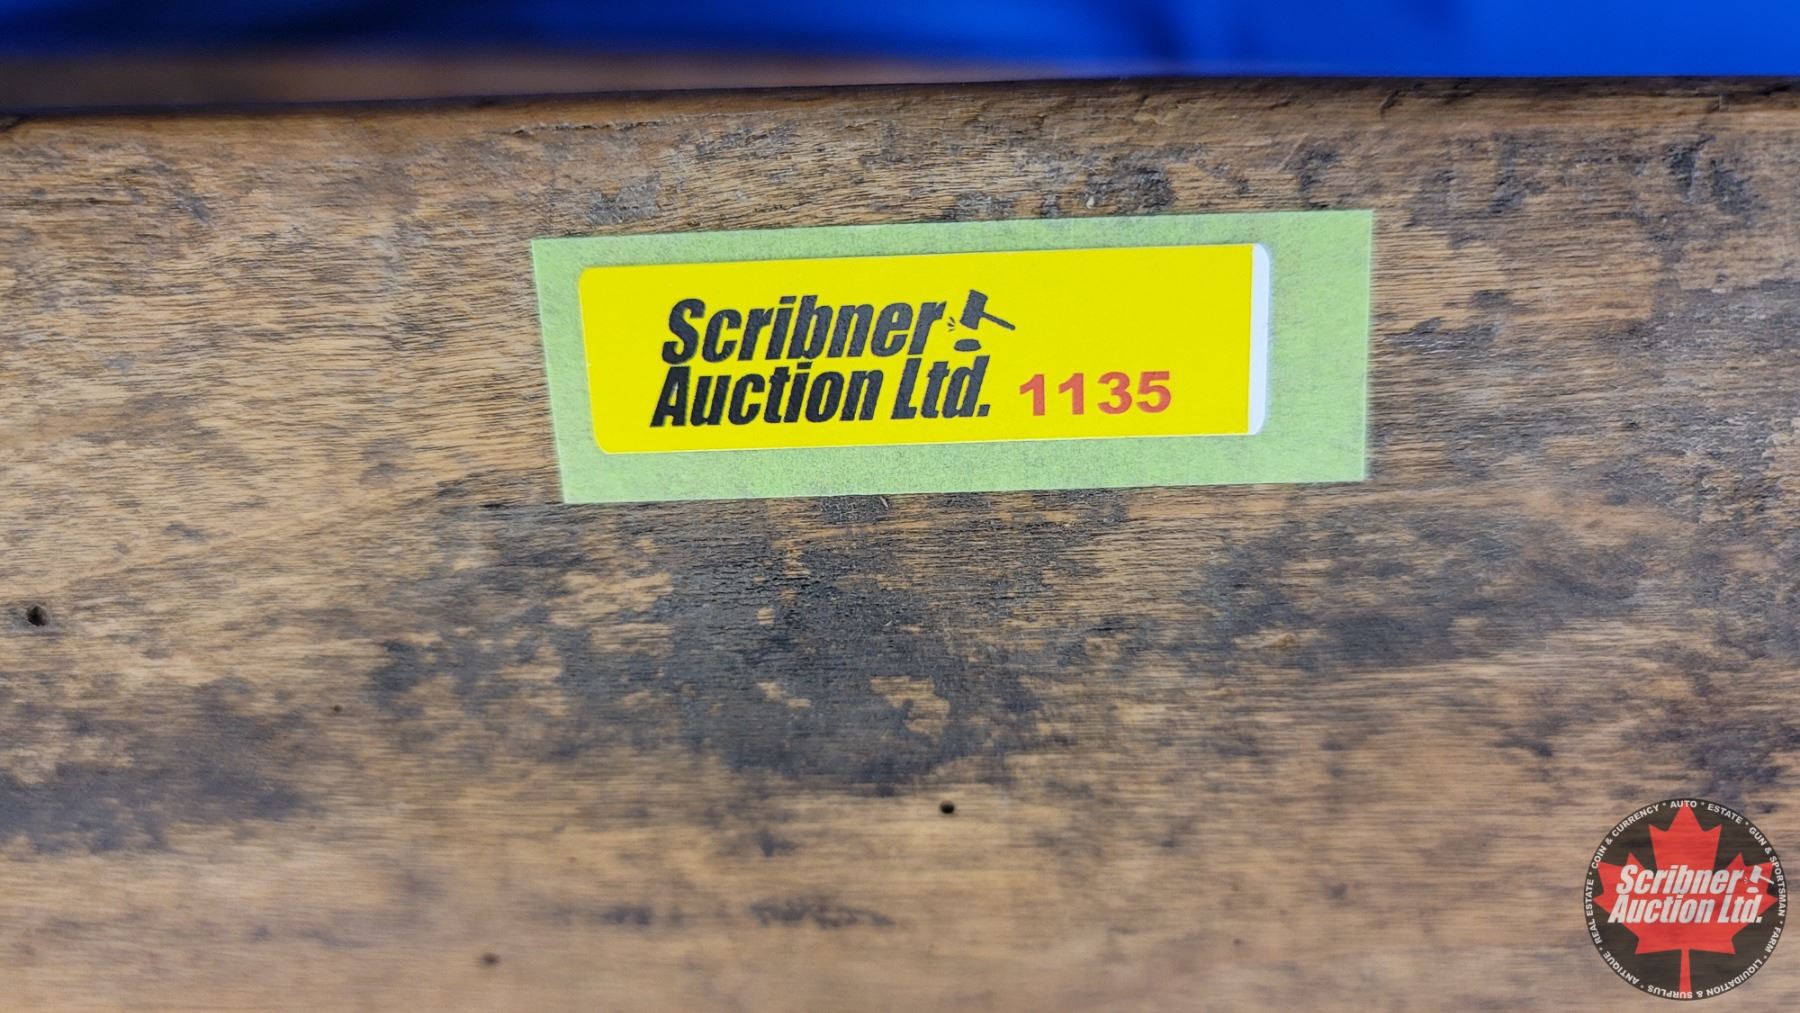 Scribner
Auction Ltd. 1135
COIN & CURRENCY * AUTO * ESTATE * GUN & SPORTSMAN * FARM * LIQUIDATION & SURPLUS * ANTIQUE * REAL ESTATE *
Scribner
Auction Ltd.